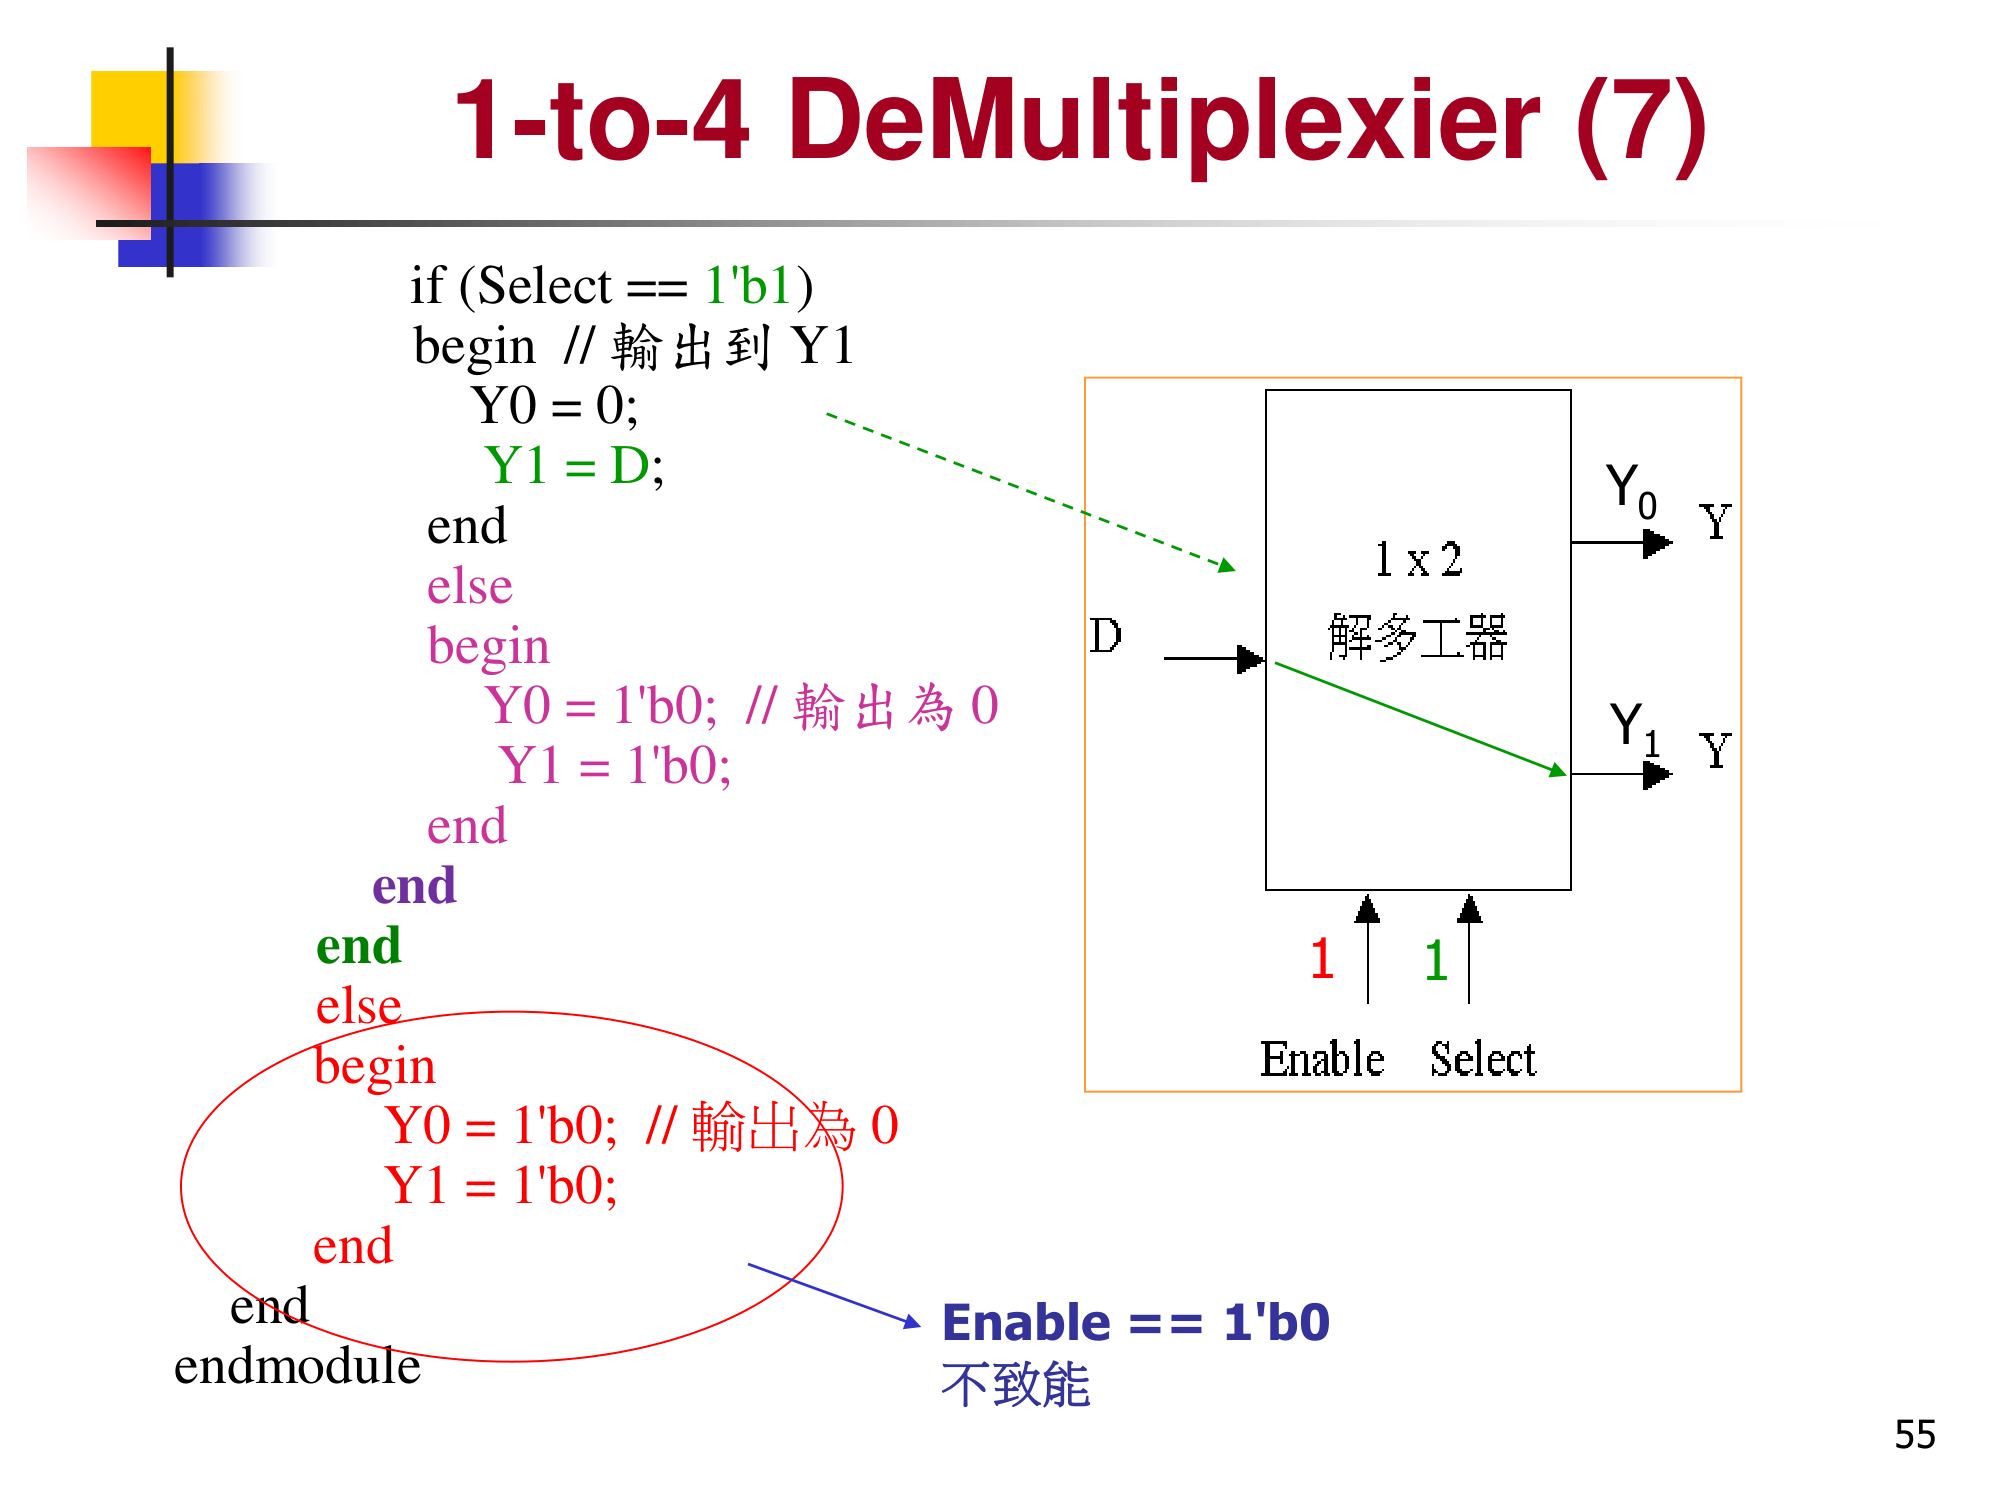 1-to-4 DeMultiplexier (7)
if (Select == 1'b1)
begin  // 輸出到 Y1
Y0 = 0;
Y1 = D;
end
else
begin
Y0 = 1'b0;  // 輸出為 0
Y1 = 1'b0;
end
end
end
else
begin
Y0 = 1'b0;  // 輸出為 0
Y1 = 1'b0;
end
end
endmodule
Y0
Y
1 x 2
解多工器
D
Y1
Y
1
1
Enable
Select
Enable == 1'b0
不致能
55